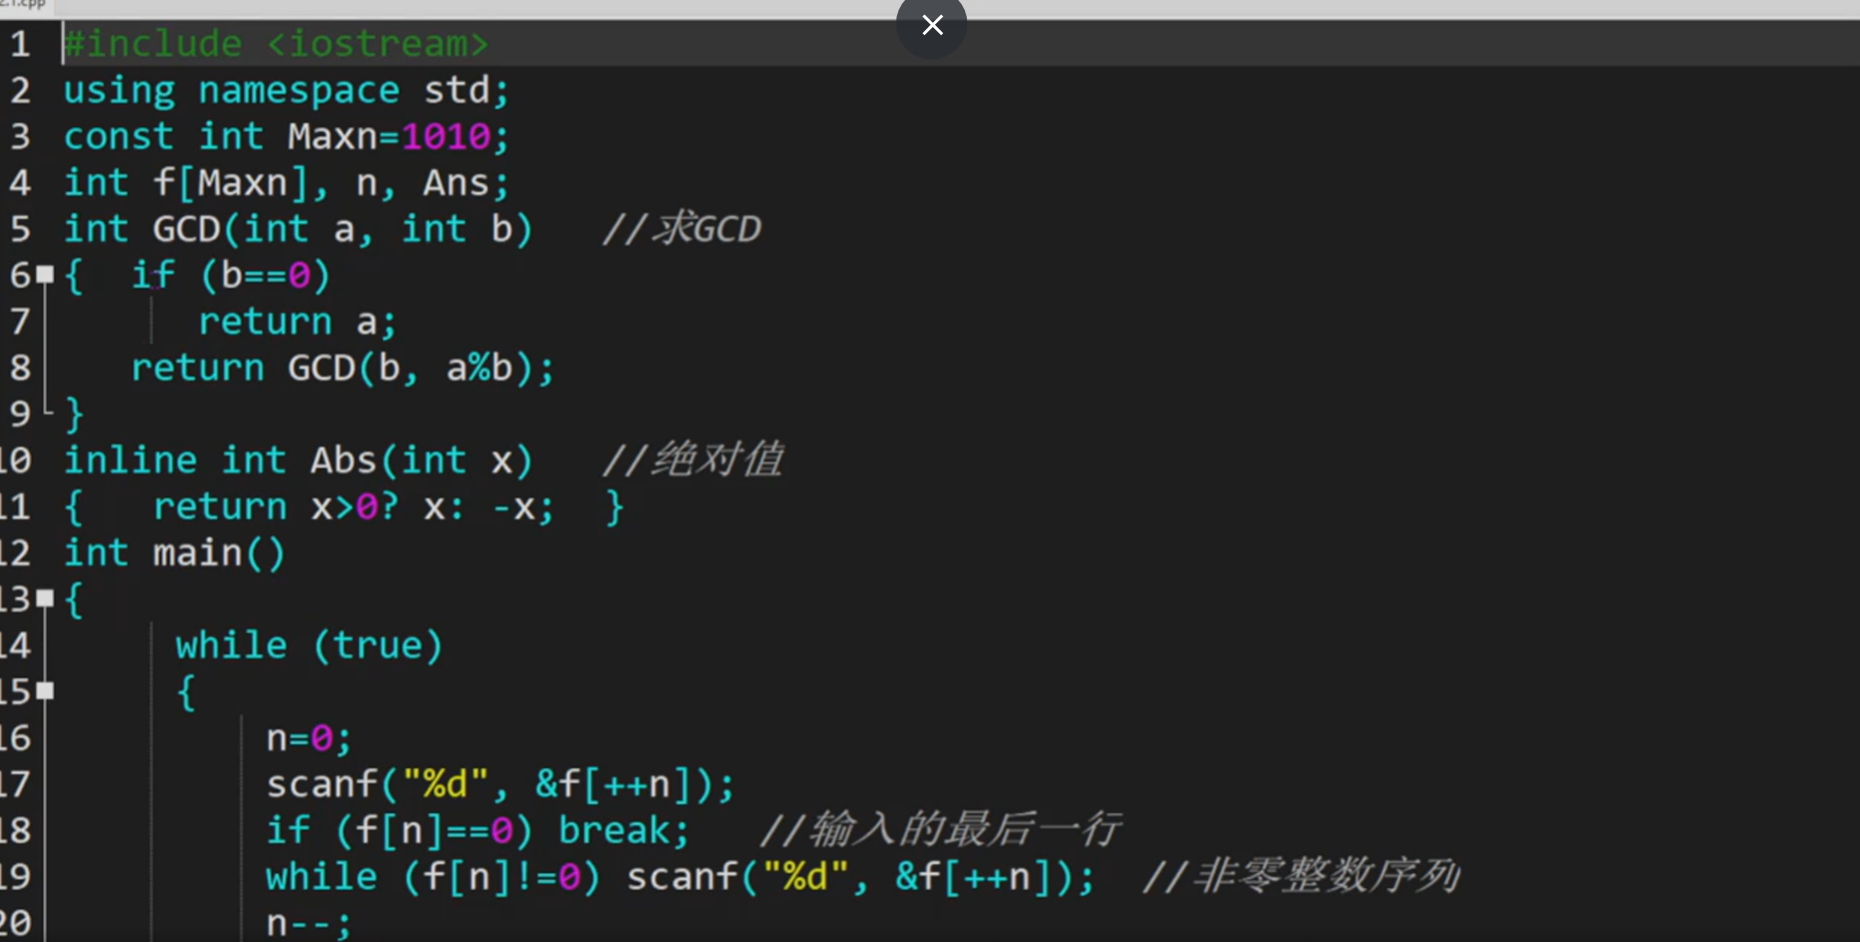 2.1.cpp
1 #include <iostream>
2 using namespace std;
3 const int Maxn=1010;
4 int f[Maxn], n, Ans;
5 int GCD(int a, int b) //求GCD
6 { if (b==0)
7 return a;
8 return GCD(b, a%b);
9 }
10 inline int Abs(int x) //绝对值
11 { return x>0? x: -x; }
12 int main()
13 {
14 while (true)
15 {
16 n=0;
17 scanf("%d", &f[++n]);
18 if (f[n]==0) break; //输入的最后一行
19 while (f[n]!=0) scanf("%d", &f[++n]); //非零整数序列
20 n--;